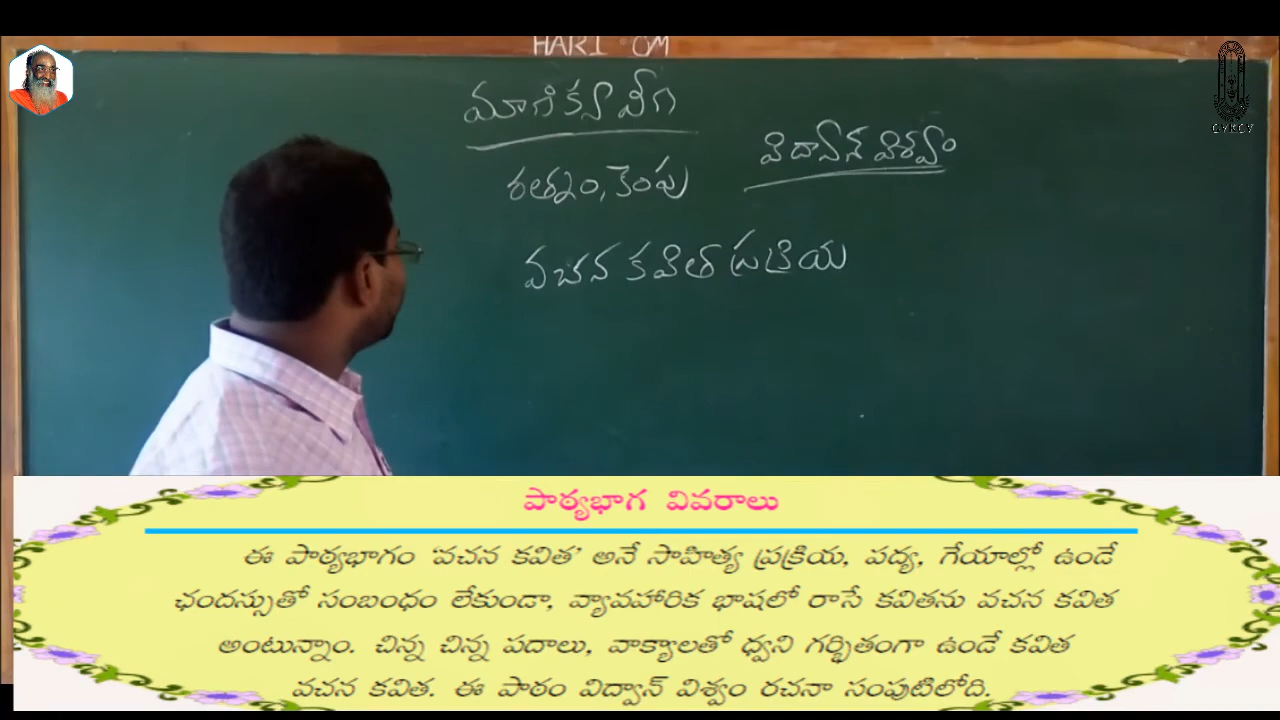 HARI OM
మాణిక్యవీణ
విద్వాన్ విశ్వం
రత్నం, కెంపు
వచన కవితా ప్రక్రియ
CVKCV
పాఠ్యభాగ వివరాలు
ఈ పాఠ్యభాగం 'వచన కవిత' అనే సాహిత్య ప్రక్రియ, పద్య, గేయాల్లో ఉండే
ఛందస్సుతో సంబంధం లేకుండా, వ్యావహారిక భాషలో రాసే కవితను వచన కవిత
అంటున్నాం. చిన్న చిన్న పదాలు, వాక్యాలతో ధ్వని గర్భితంగా ఉండే కవిత
వచన కవిత. ఈ పాఠం విద్వాన్ విశ్వం రచనా సంపుటిలోది.